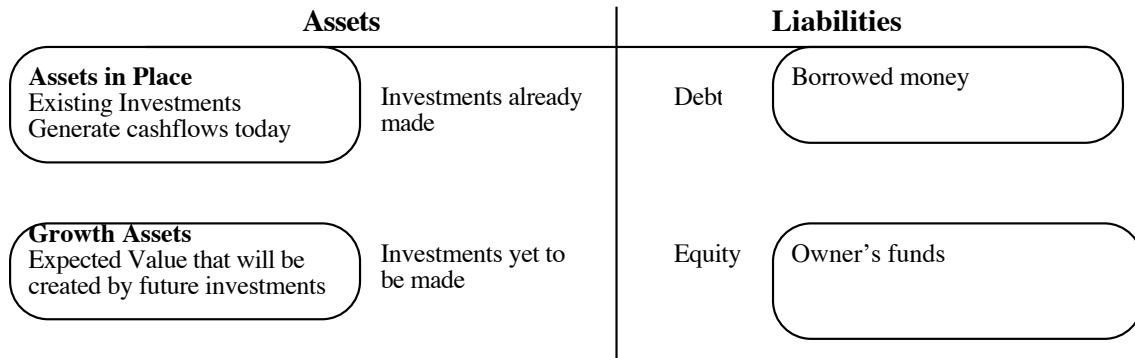 Assets
Liabilities
Assets in Place
Existing Investments
Generate cashflows today
Investments already
made
Debt
Borrowed money
Growth Assets
Expected Value that will be
created by future investments
Investments yet to
be made
Equity
Owner’s funds